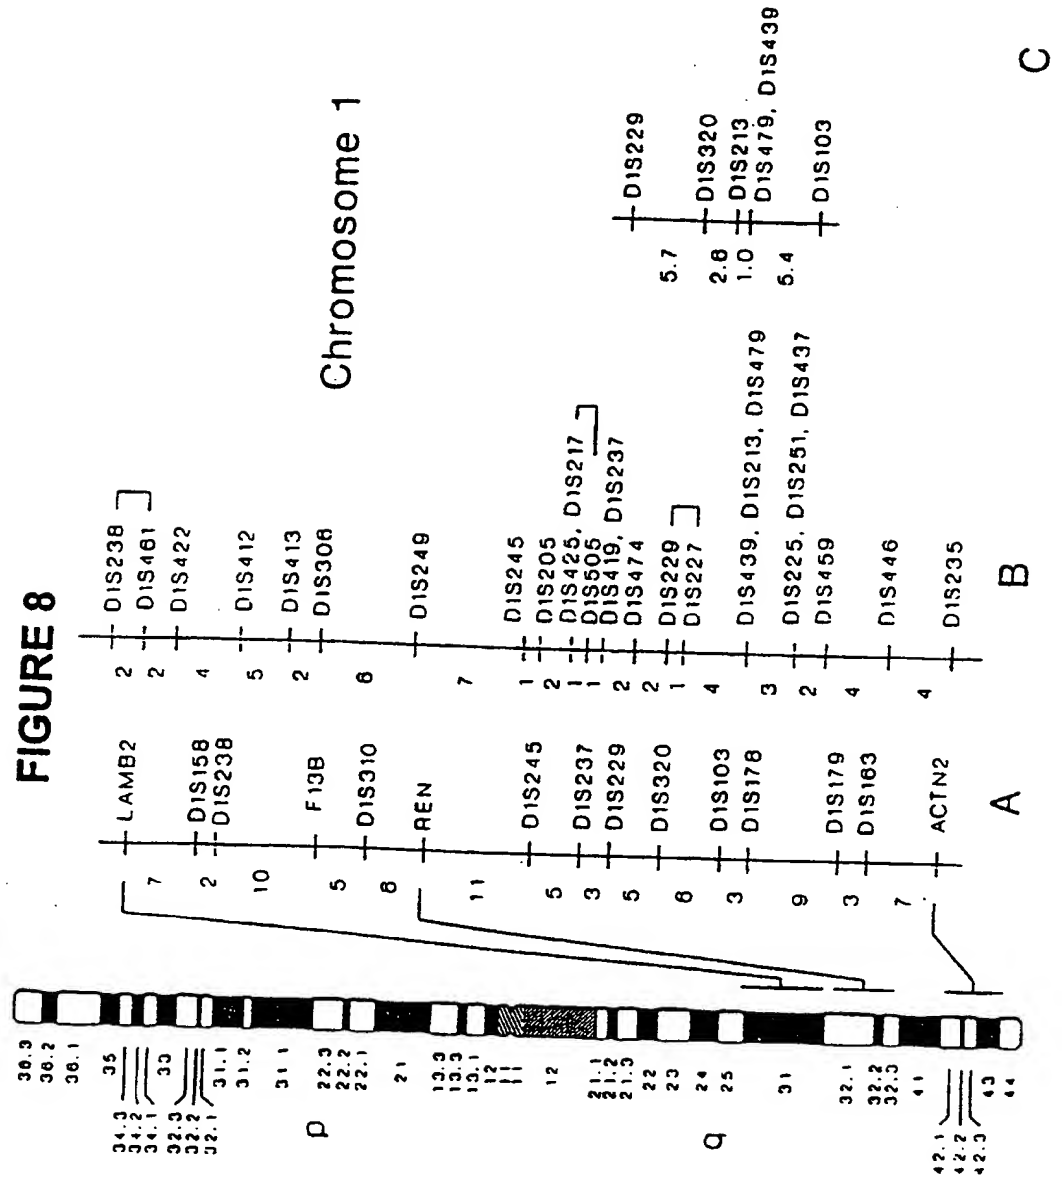 FIGURE 8
Chromosome 1
36.3
36.2
36.1
35
34.3
34.2
34.1
33
32.3
32.2
32.1
31.1
31.2
31.1
22.3
22.2
22.1
21
13.3
13.3
13.1
12
11
11
12
21.1
21.2
21.3
22
23
24
25
31
32.1
32.2
32.3
41
42.1
42.2
42.3
43
44
p
q
LAMB2
7
D1S158
2
D1S238
10
F13B
5
D1S310
8
REN
11
D1S245
5
D1S237
3
D1S229
5
D1S320
6
D1S103
3
D1S178
9
D1S179
3
D1S163
7
ACTN2
A
D1S238
2
D1S461
2
D1S422
4
D1S412
5
D1S413
2
D1S306
6
D1S249
7
D1S245
1
D1S205
2
D1S425, D1S217
1
D1S505
1
D1S419, D1S237
2
D1S474
2
D1S229
1
D1S227
4
D1S439, D1S213, D1S479
3
D1S225, D1S251, D1S437
2
D1S459
4
D1S446
4
D1S235
B
D1S229
5.7
D1S320
2.8
D1S213
1.0
D1S479, D1S439
5.4
D1S103
C